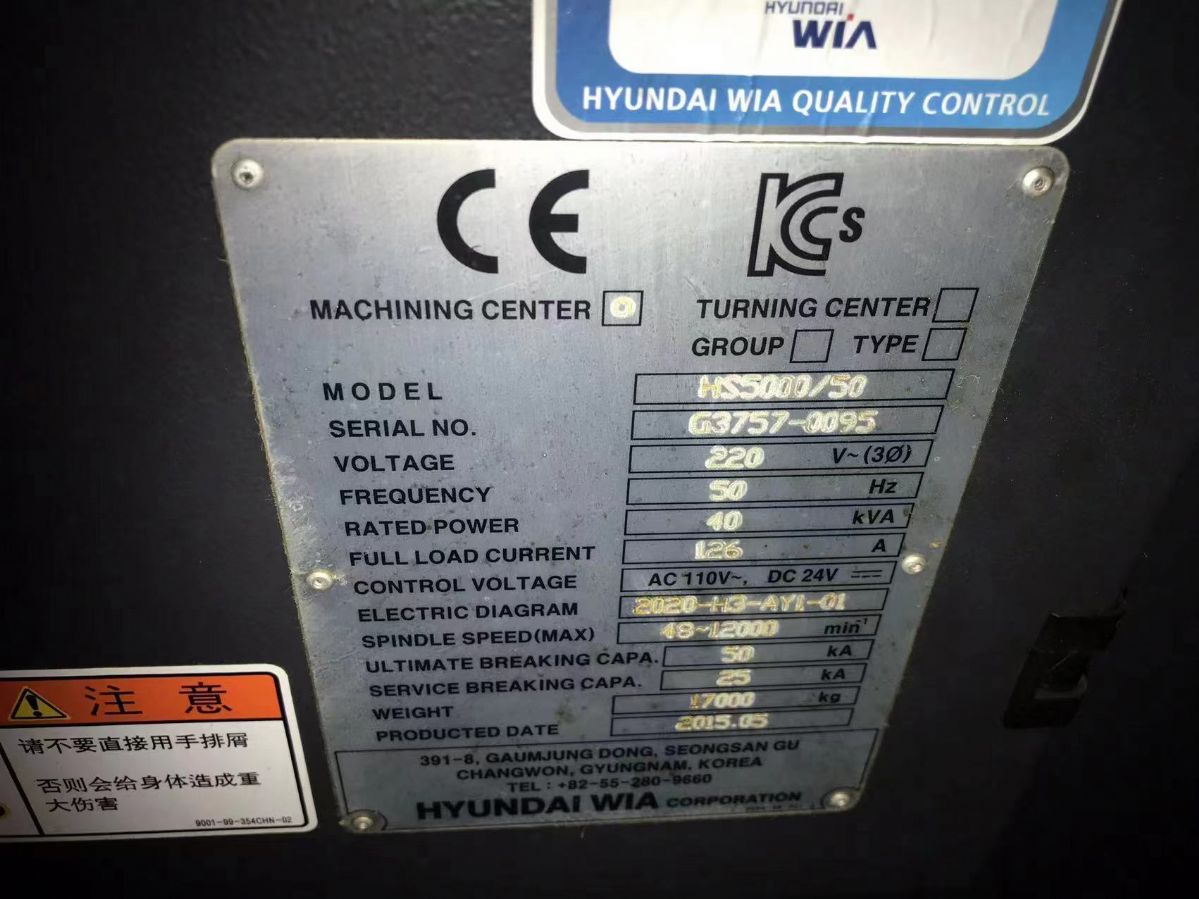 HYUNDAI
WIA
HYUNDAI WIA QUALITY CONTROL
CE
KCs
MACHINING CENTER TURNING CENTER
GROUP TYPE
MODEL HS5000/50
SERIAL NO. G3757-0095
VOLTAGE 220 V~(3Ø)
FREQUENCY 50 Hz
RATED POWER 40 kVA
FULL LOAD CURRENT 126 A
CONTROL VOLTAGE AC 110V~, DC 24V
ELECTRIC DIAGRAM 2020-H3-AY1-01
SPINDLE SPEED(MAX) 48~12000 min⁻¹
ULTIMATE BREAKING CAPA. 50 kA
SERVICE BREAKING CAPA. 25 kA
WEIGHT 17000 kg
PRODUCTED DATE 2015.05
391-8, GAUMJUNG DONG, SEONGSAN GU
CHANGWON, GYUNGNAM, KOREA
TEL : +82-55-280-9660
HYUNDAI WIA CORPORATION
注意
请不要直接用手排屑
否则会给身体造成重
大伤害
9001-99-354CHN-02